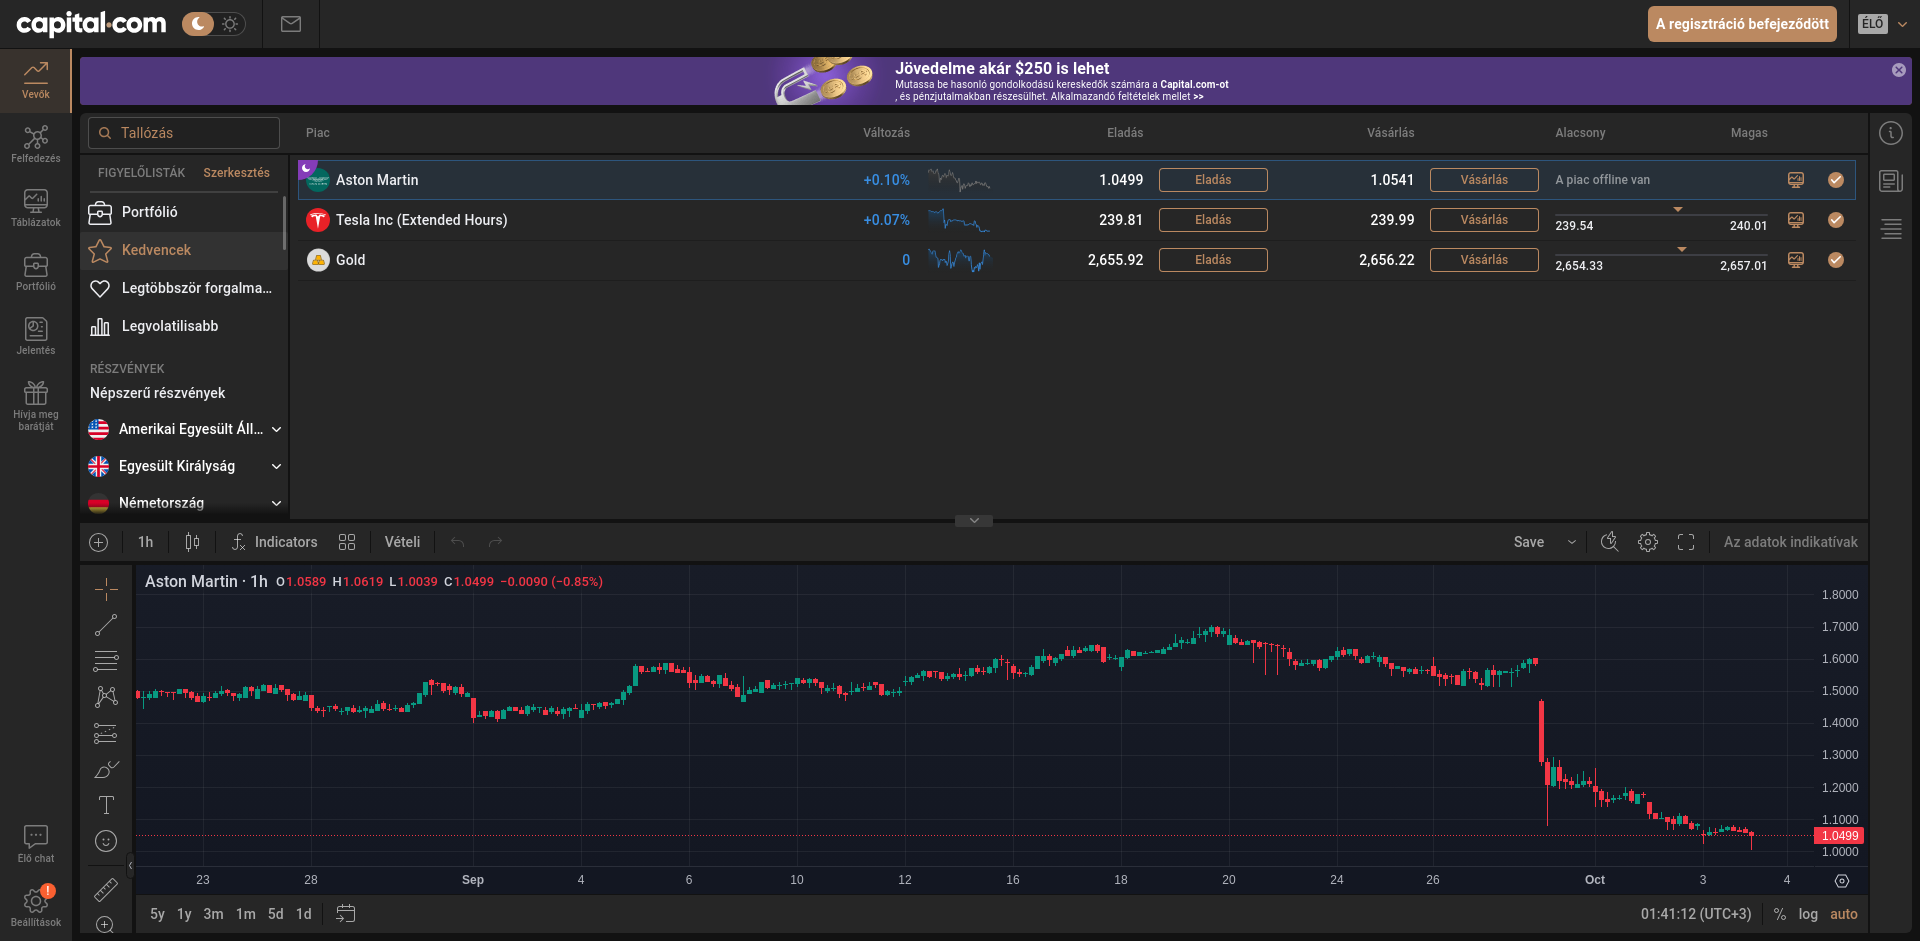 capital.com
A regisztráció befejeződött
ÉLŐ
Vevők
Felfedezés
Táblázatok
Portfólió
Jelentés
Hívja meg
barátját
Élő chat
Beállítások
!
Jövedelme akár $250 is lehet
Mutassa be hasonló gondolkodású kereskedők számára a Capital.com-ot
, és pénzjutalmakban részesülhet. Alkalmazandó feltételek mellet >>
Tallózás
FIGYELŐLISTÁK Szerkesztés
Portfólió
Kedvencek
Legtöbbször forgalma...
Legvolatilisabb
RÉSZVÉNYEK
Népszerű részvények
Amerikai Egyesült Áll...
Egyesült Királyság
Németország
Piac Változás Eladás Vásárlás Alacsony Magas
Aston Martin +0.10% 1.0499 Eladás 1.0541 Vásárlás A piac offline van
Tesla Inc (Extended Hours) +0.07% 239.81 Eladás 239.99 Vásárlás 239.54 240.01
Gold 0 2,655.92 Eladás 2,656.22 Vásárlás 2,654.33 2,657.01
1h Indicators Vételi Save Az adatok indikatívak
Aston Martin · 1h O1.0589 H1.0619 L1.0039 C1.0499 −0.0090 (−0.85%)
1.8000
1.7000
1.6000
1.5000
1.4000
1.3000
1.2000
1.1000
1.0499
1.0000
23 28 Sep 4 6 10 12 16 18 20 24 26 Oct 3 4
5y 1y 3m 1m 5d 1d 01:41:12 (UTC+3) % log auto